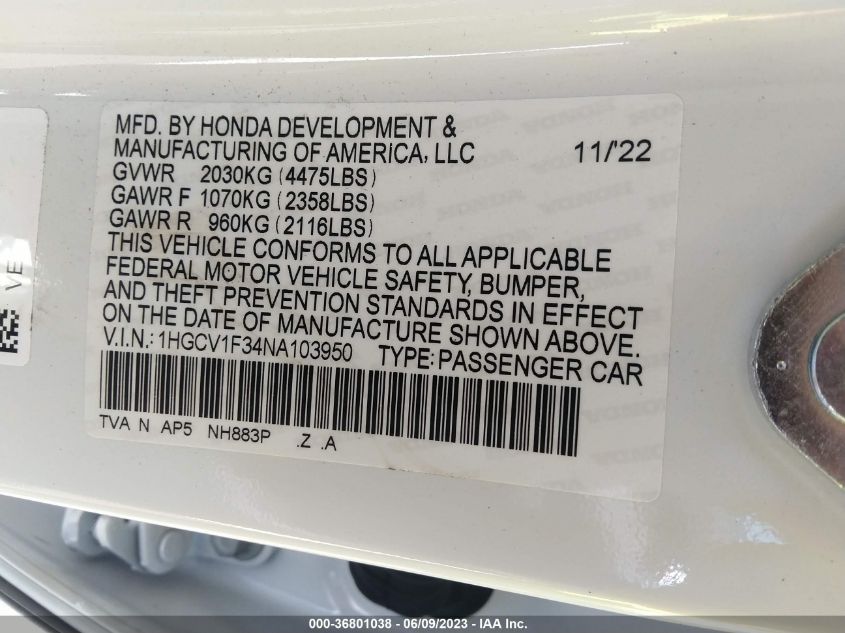 MFD. BY HONDA DEVELOPMENT &
MANUFACTURING OF AMERICA, LLC 11/'22
GVWR 2030KG (4475LBS)
GAWR F 1070KG (2358LBS)
GAWR R 960KG (2116LBS)
THIS VEHICLE CONFORMS TO ALL APPLICABLE
FEDERAL MOTOR VEHICLE SAFETY, BUMPER,
AND THEFT PREVENTION STANDARDS IN EFFECT
ON THE DATE OF MANUFACTURE SHOWN ABOVE.
V.I.N.: 1HGCV1F34NA103950 TYPE: PASSENGER CAR
TVA N AP5 NH883P .Z .A
VE
000-36801038 - 06/09/2023 - IAA Inc.